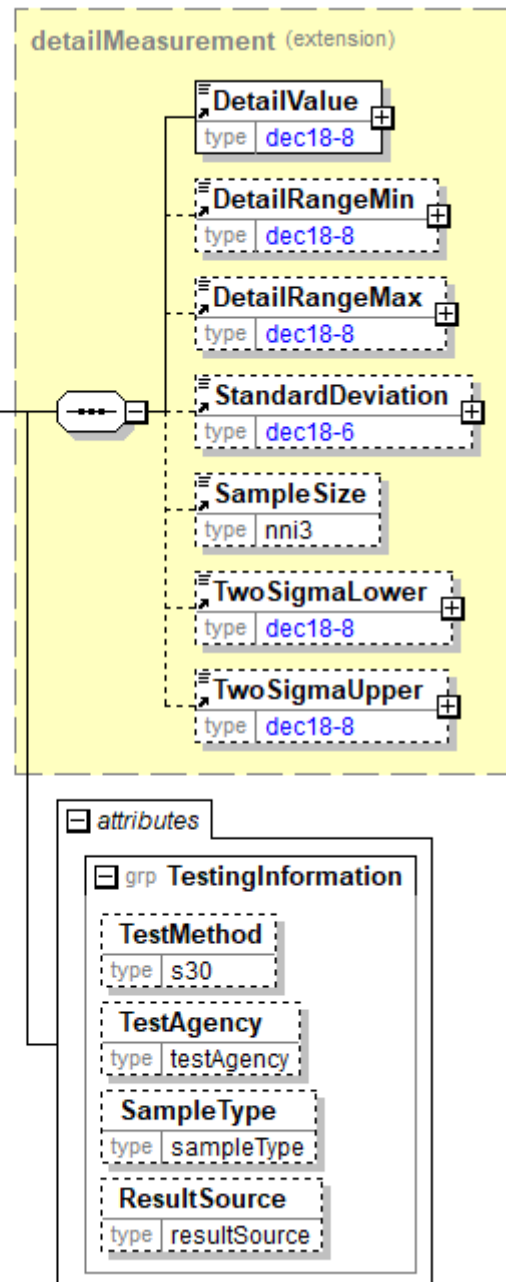 detailMeasurement (extension)
DetailValue
type dec18-8
DetailRangeMin
type dec18-8
DetailRangeMax
type dec18-8
StandardDeviation
type dec18-6
SampleSize
type nni3
TwoSigmaLower
type dec18-8
TwoSigmaUpper
type dec18-8
attributes
grp TestingInformation
TestMethod
type s30
TestAgency
type testAgency
SampleType
type sampleType
ResultSource
type resultSource